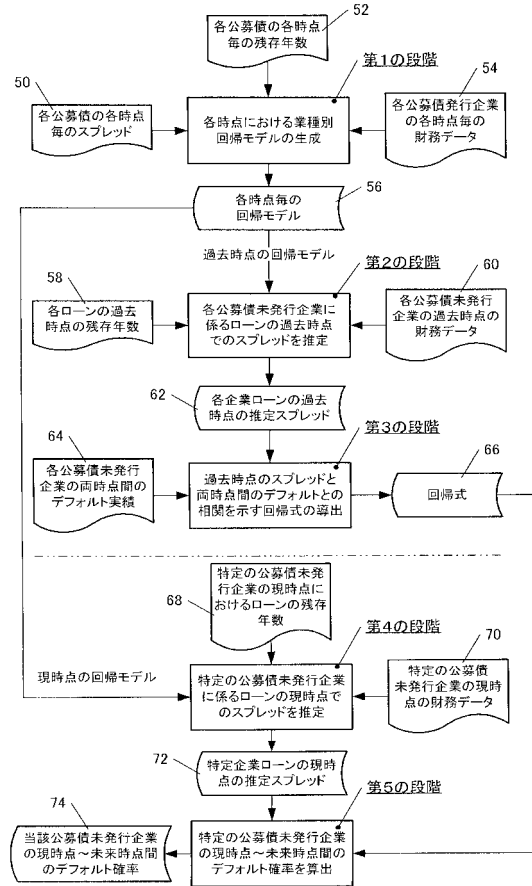 52
各公募債の各時点
毎の残存年数
第1の段階
50
54
各公募債の各時点
毎のスプレッド
各時点における業種別
回帰モデルの生成
各公募債発行企業
の各時点毎の
財務データ
各時点毎の
回帰モデル
56
過去時点の回帰モデル
第2の段階
58
60
各ローンの過去
時点の残存年数
各公募債未発行企業に
係るローンの過去時点
でのスプレッドを推定
各公募債未発行
企業の過去時点の
財務データ
62
各企業ローンの過去
時点の推定スプレッド
第3の段階
64
66
各公募債未発行
企業の両時点間の
デフォルト実績
過去時点のスプレッドと
両時点間のデフォルトとの
相関を示す回帰式の導出
回帰式
特定の公募債未発
行企業の現時点に
おけるローンの残存
年数
68
第4の段階
70
現時点の回帰モデル
特定の公募債未発行企業
に係るローンの現時点で
のスプレッドを推定
特定の公募債
未発行企業の現時
点の財務データ
72
特定企業ローンの現時
点の推定スプレッド
第5の段階
74
当該公募債未発行企業
の現時点～未来時点間
のデフォルト確率
特定の公募債未発行企業
の現時点～未来時点間の
デフォルト確率を算出